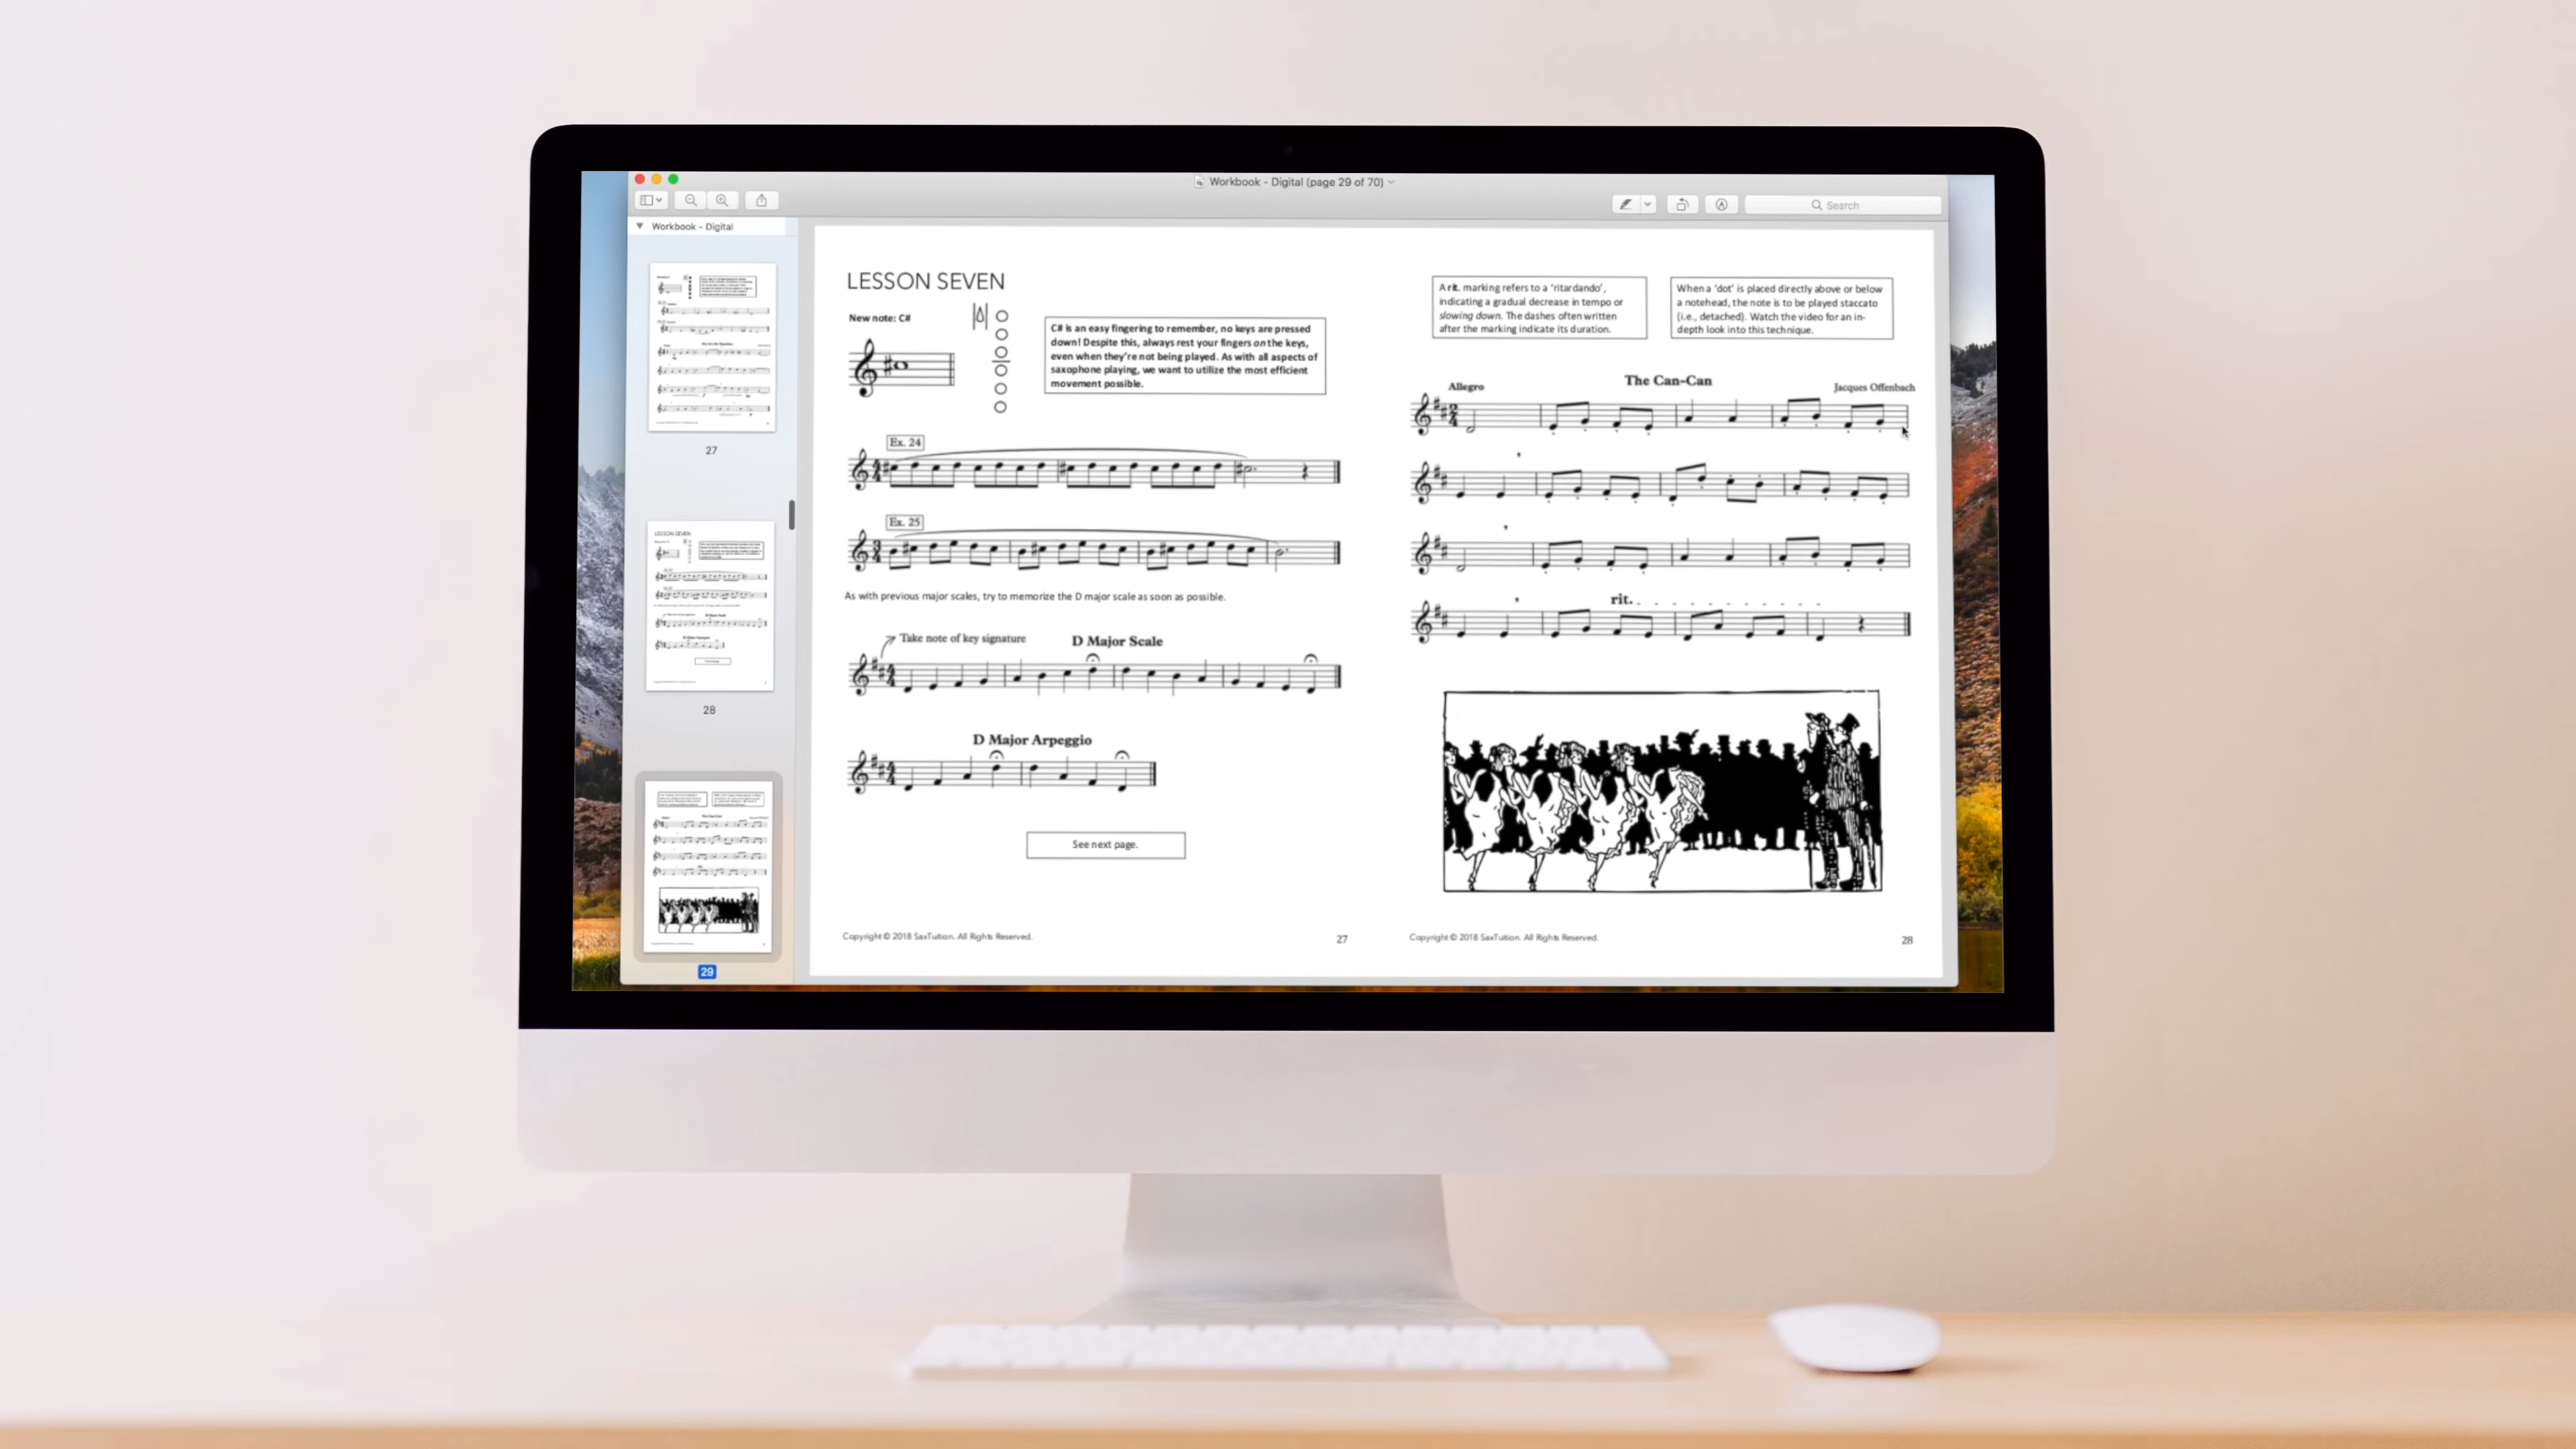 Workbook - Digital (page 29 of 70)
Search
Workbook - Digital
27
LESSON SEVEN
28
29
LESSON SEVEN
New note: C#
C# is an easy fingering to remember, no keys are pressed
down! Despite this, always rest your fingers on the keys,
even when they're not being played. As with all aspects of
saxophone playing, we want to utilize the most efficient
movement possible.
Ex. 24
Ex. 25
As with previous major scales, try to memorize the D major scale as soon as possible.
Take note of key signature
D Major Scale
D Major Arpeggio
See next page.
Copyright © 2018 SaxTuition. All Rights Reserved.
27
A rit. marking refers to a 'ritardando',
indicating a gradual decrease in tempo or
slowing down. The dashes often written
after the marking indicate its duration.
When a 'dot' is placed directly above or below
a notehead, the note is to be played staccato
(i.e., detached). Watch the video for an in-
depth look into this technique.
Allegro
The Can-Can
Jacques Offenbach
rit.
Copyright © 2018 SaxTuition. All Rights Reserved.
28